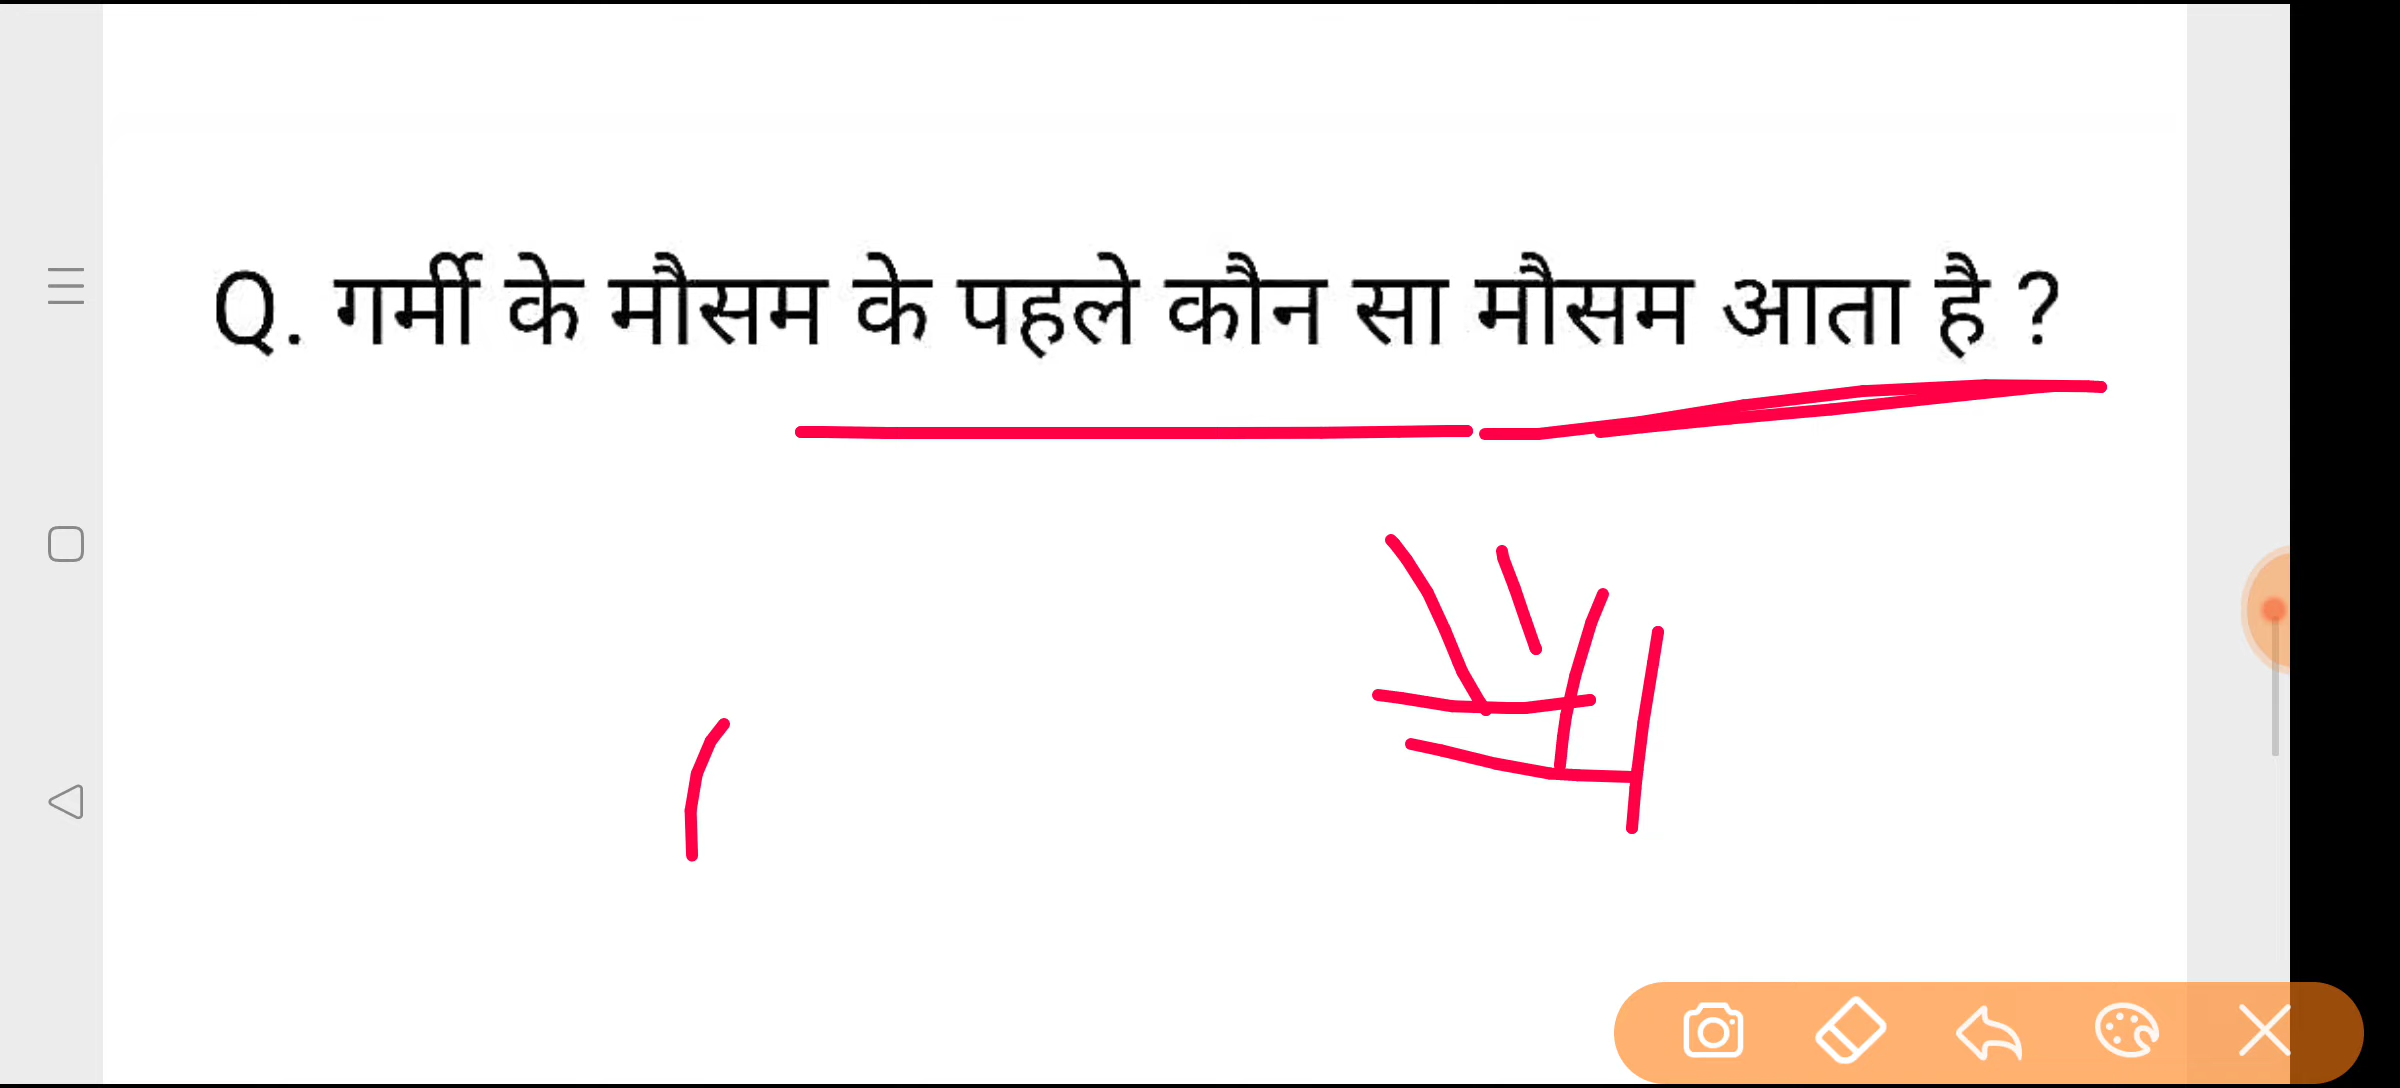 Q. गर्मी के मौसम के पहले कौन सा मौसम आता है ?